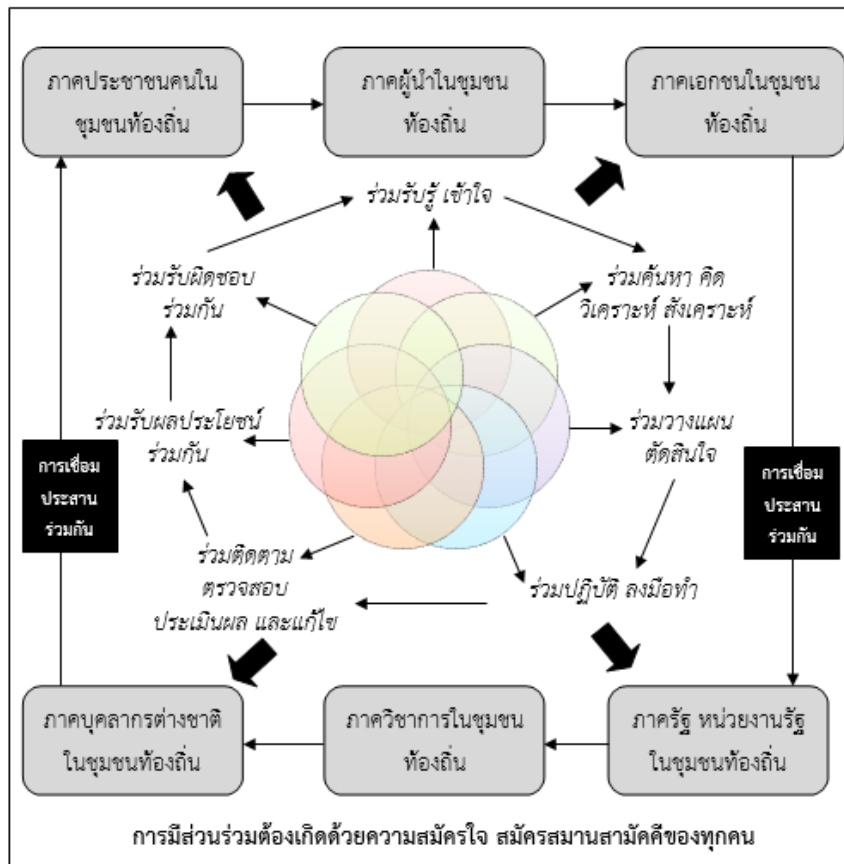 ภาคประชาชนคนใน
ชุมชนท้องถิ่น
ภาคผู้นำในชุมชน
ท้องถิ่น
ภาคเอกชนในชุมชน
ท้องถิ่น
ร่วมรับรู้ เข้าใจ
ร่วมรับผิดชอบ
ร่วมกัน
ร่วมค้นหา คิด
วิเคราะห์ สังเคราะห์
ร่วมรับผลประโยชน์
ร่วมกัน
ร่วมวางแผน
ตัดสินใจ
การเชื่อม
ประสาน
ร่วมกัน
การเชื่อม
ประสาน
ร่วมกัน
ร่วมติดตาม
ตรวจสอบ
ประเมินผล และแก้ไข
ร่วมปฏิบัติ ลงมือทำ
ภาคบุคลากรต่างชาติ
ในชุมชนท้องถิ่น
ภาควิชาการในชุมชน
ท้องถิ่น
ภาครัฐ หน่วยงานรัฐ
ในชุมชนท้องถิ่น
การมีส่วนร่วมต้องเกิดด้วยความสมัครใจ สมัครสมานสามัคคีของทุกคน